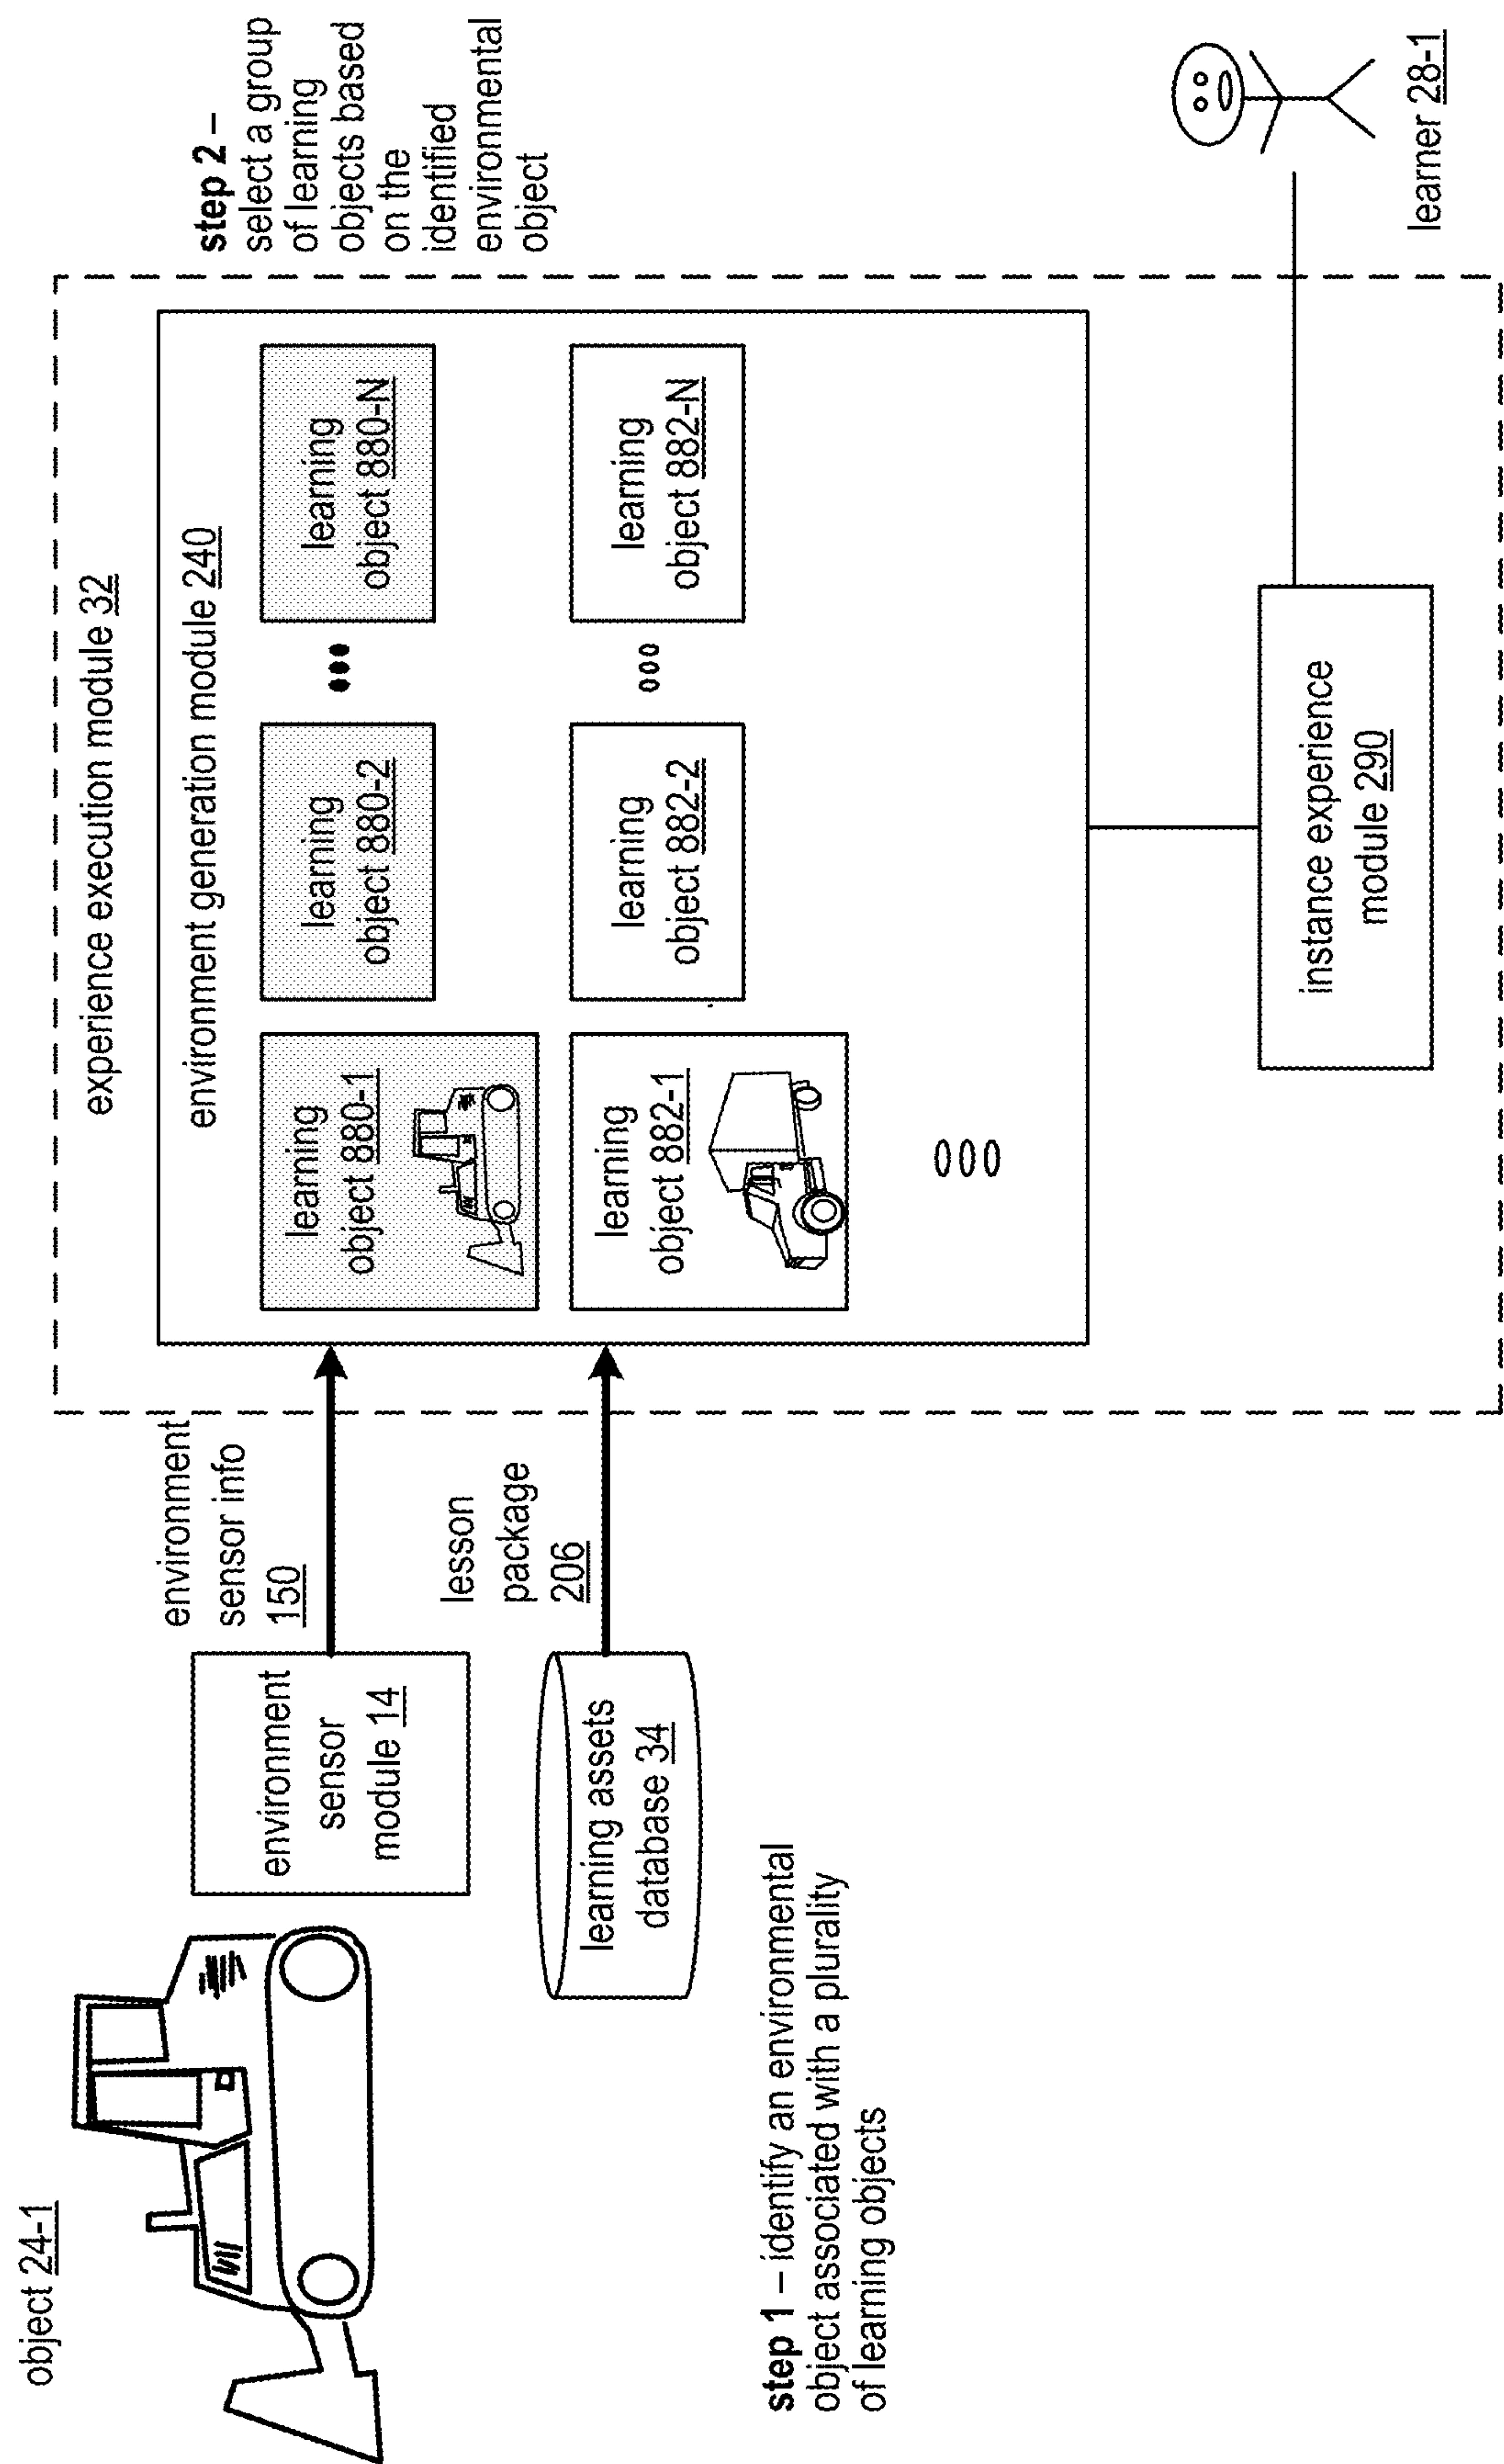 object 24-1
environment
sensor
module 14
environment
sensor info
150
learning assets
database 34
lesson
package
206
step 1 – identify an environmental
object associated with a plurality
of learning objects
experience execution module 32
environment generation module 240
learning
object 880-1
learning
object 880-2
learning
object 880-N
learning
object 882-1
learning
object 882-2
learning
object 882-N
instance experience
module 290
step 2 –
select a group
of learning
objects based
on the
identified
environmental
object
learner 28-1